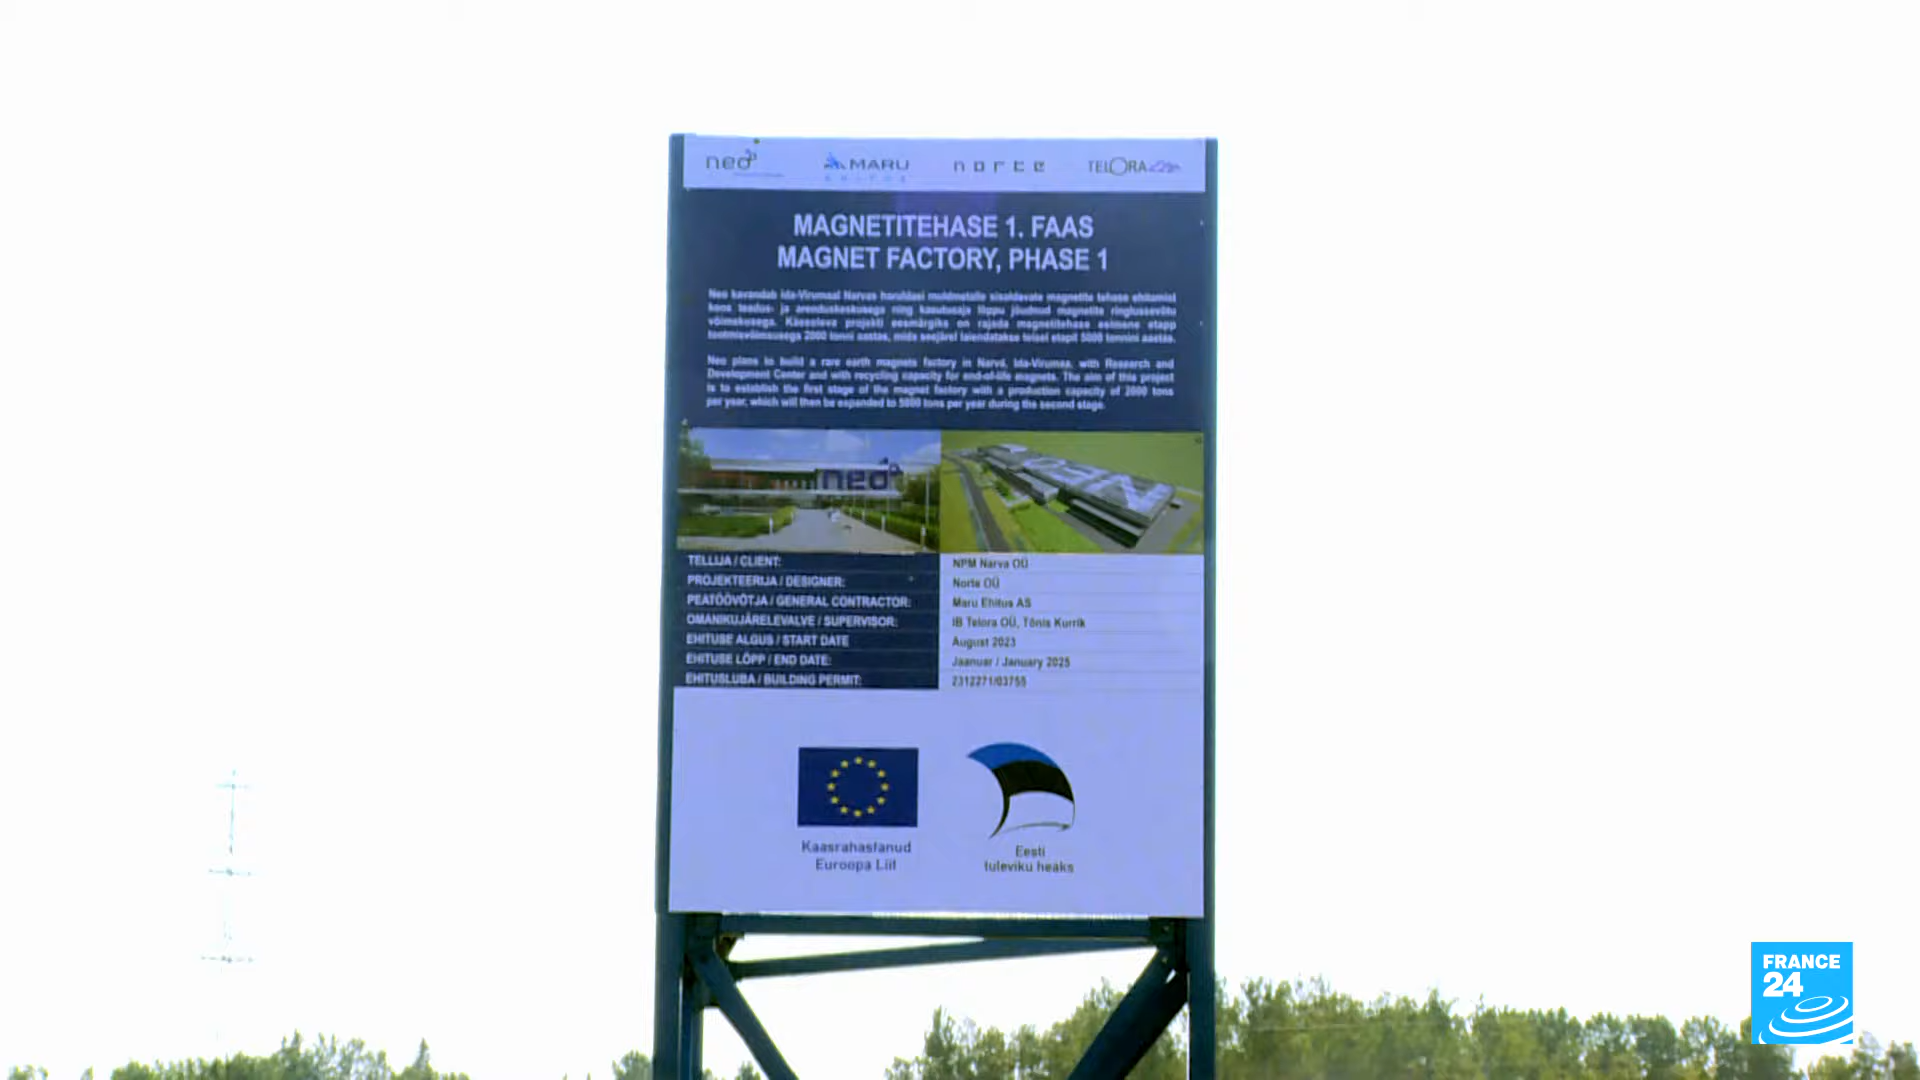 neo
MARU
EHITUS
norte
TELORA
MAGNETITEHASE 1. FAAS
MAGNET FACTORY, PHASE 1
Neo kavandab Ida-Virumaal Narvas haruldasi muldmetalle sisaldavate magnetite tehase ehitamist
koos teadus- ja arenduskeskusega ning kasutusaja lõppu jõudnud magnetite ringlussevõtu
võimekusega. Käesoleva projekti eesmärgiks on rajada magnetitehase esimene etapp
tootmisvõimsusega 2000 tonni aastas, mida seejärel laiendatakse teisel etapil 5000 tonnini aastas.
Neo plans to build a rare earth magnets factory in Narva, Ida-Virumaa, with Research and
Development Center and with recycling capacity for end-of-life magnets. The aim of this project
is to establish the first stage of the magnet factory with a production capacity of 2000 tons
per year, which will then be expanded to 5000 tons per year during the second stage.
neo
NEO
TELLIJA / CLIENT: NPM Narva OÜ
PROJEKTEERIJA / DESIGNER: Norte OÜ
PEATÖÖVÕTJA / GENERAL CONTRACTOR: Maru Ehitus AS
OMANIKUJÄRELEVALVE / SUPERVISOR: IB Telora OÜ, Tõnis Kurrik
EHITUSE ALGUS / START DATE August 2023
EHITUSE LÕPP / END DATE: Jaanuar / January 2025
EHITUSLUBA / BUILDING PERMIT: 2312271/03755
Kaasrahastanud
Euroopa Liit
Eesti
tuleviku heaks
FRANCE
24